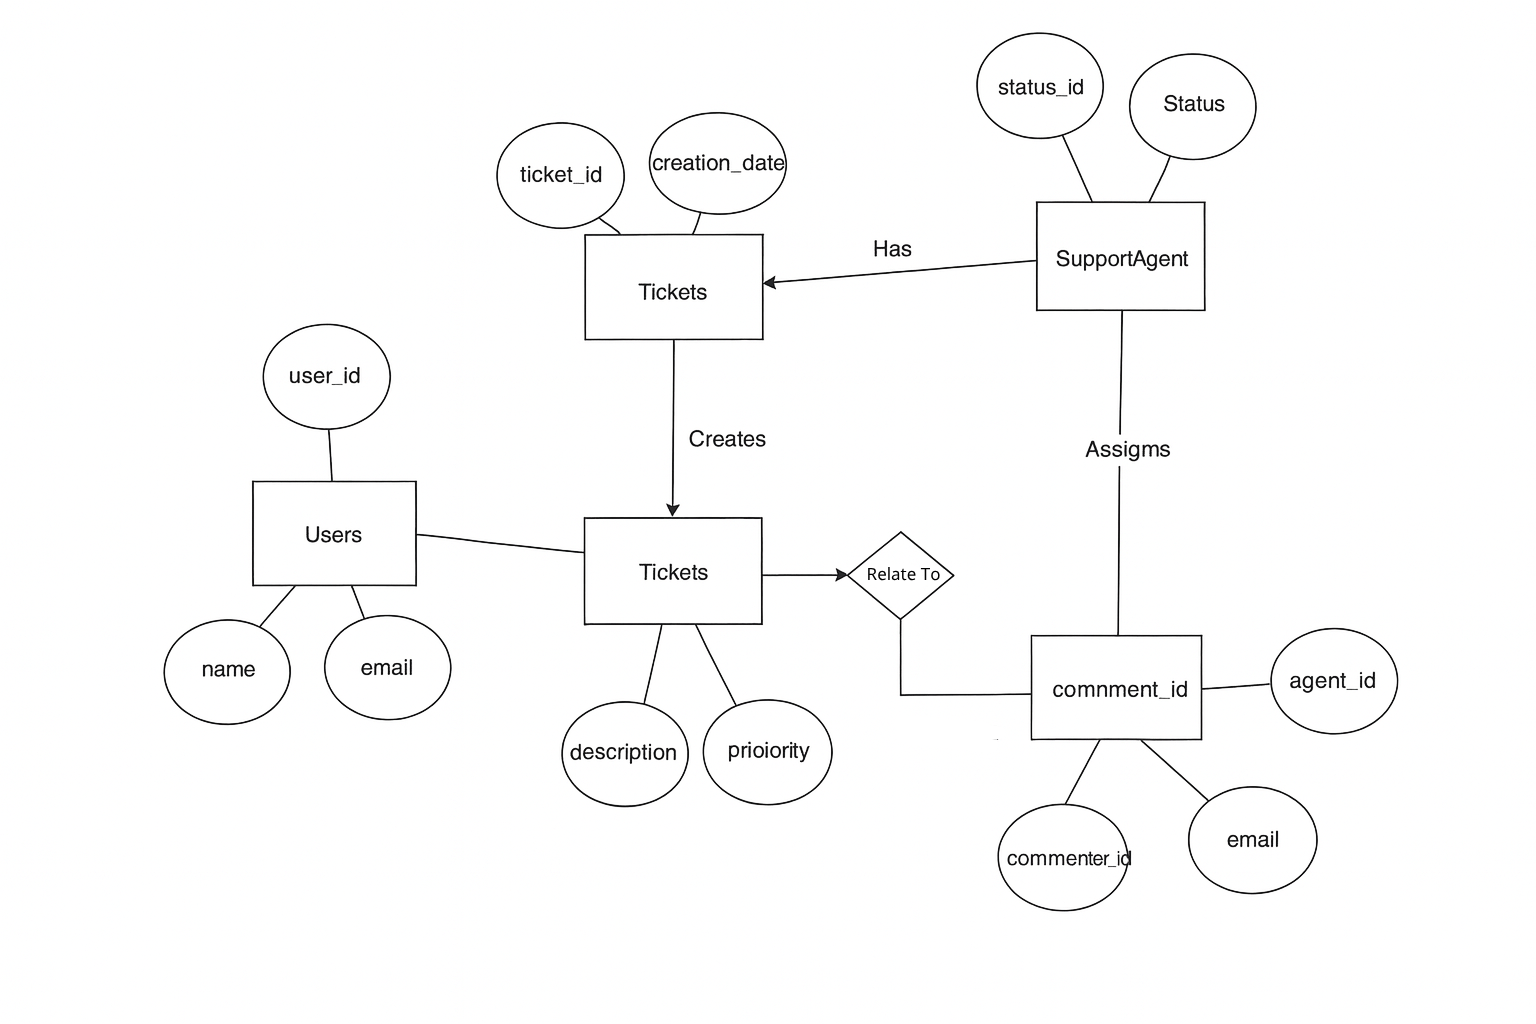 status_id
Status
ticket_id
creation_date
Has
SupportAgent
Tickets
user_id
Creates
Assigms
Users
Tickets
Relate To
name
email
description
prioiority
comnment_id
agent_id
commenter_id
email